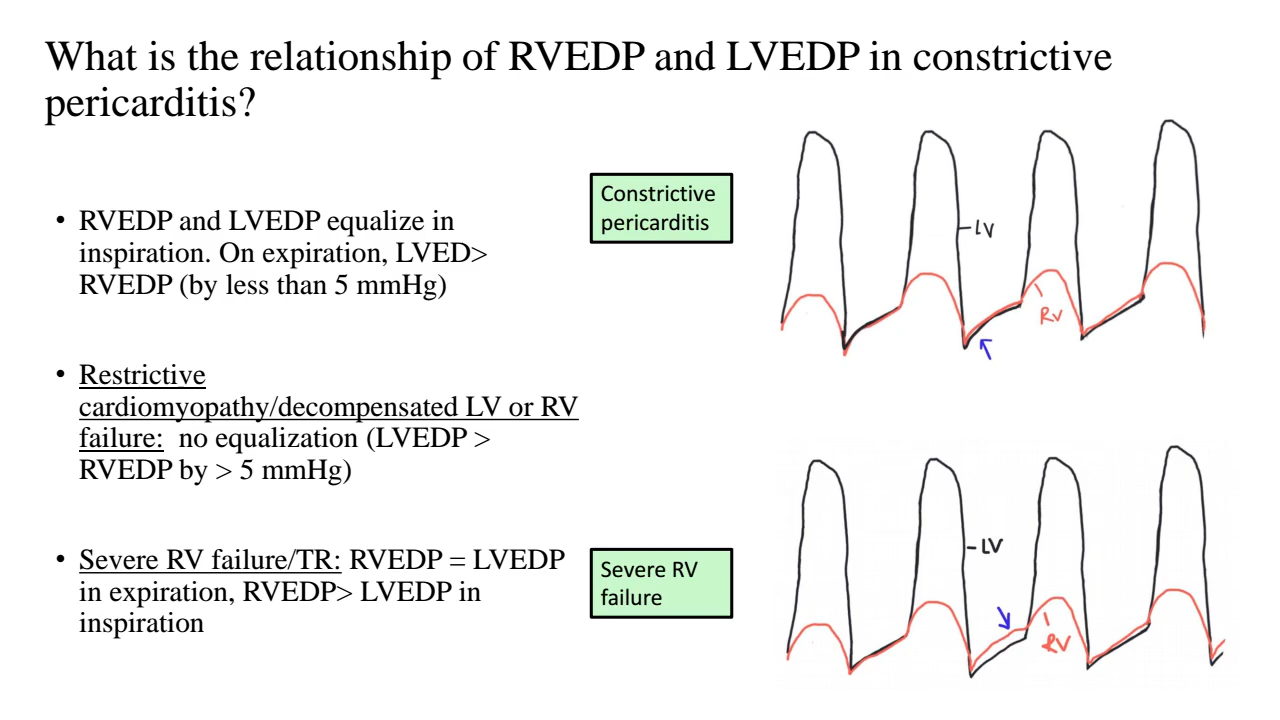 What is the relationship of RVEDP and LVEDP in constrictive
pericarditis?
• RVEDP and LVEDP equalize in
inspiration. On expiration, LVED>
RVEDP (by less than 5 mmHg)
• Restrictive
cardiomyopathy/decompensated LV or RV
failure: no equalization (LVEDP >
RVEDP by > 5 mmHg)
• Severe RV failure/TR: RVEDP = LVEDP
in expiration, RVEDP> LVEDP in
inspiration
Constrictive
pericarditis
LV
RV
Severe RV
failure
LV
RV